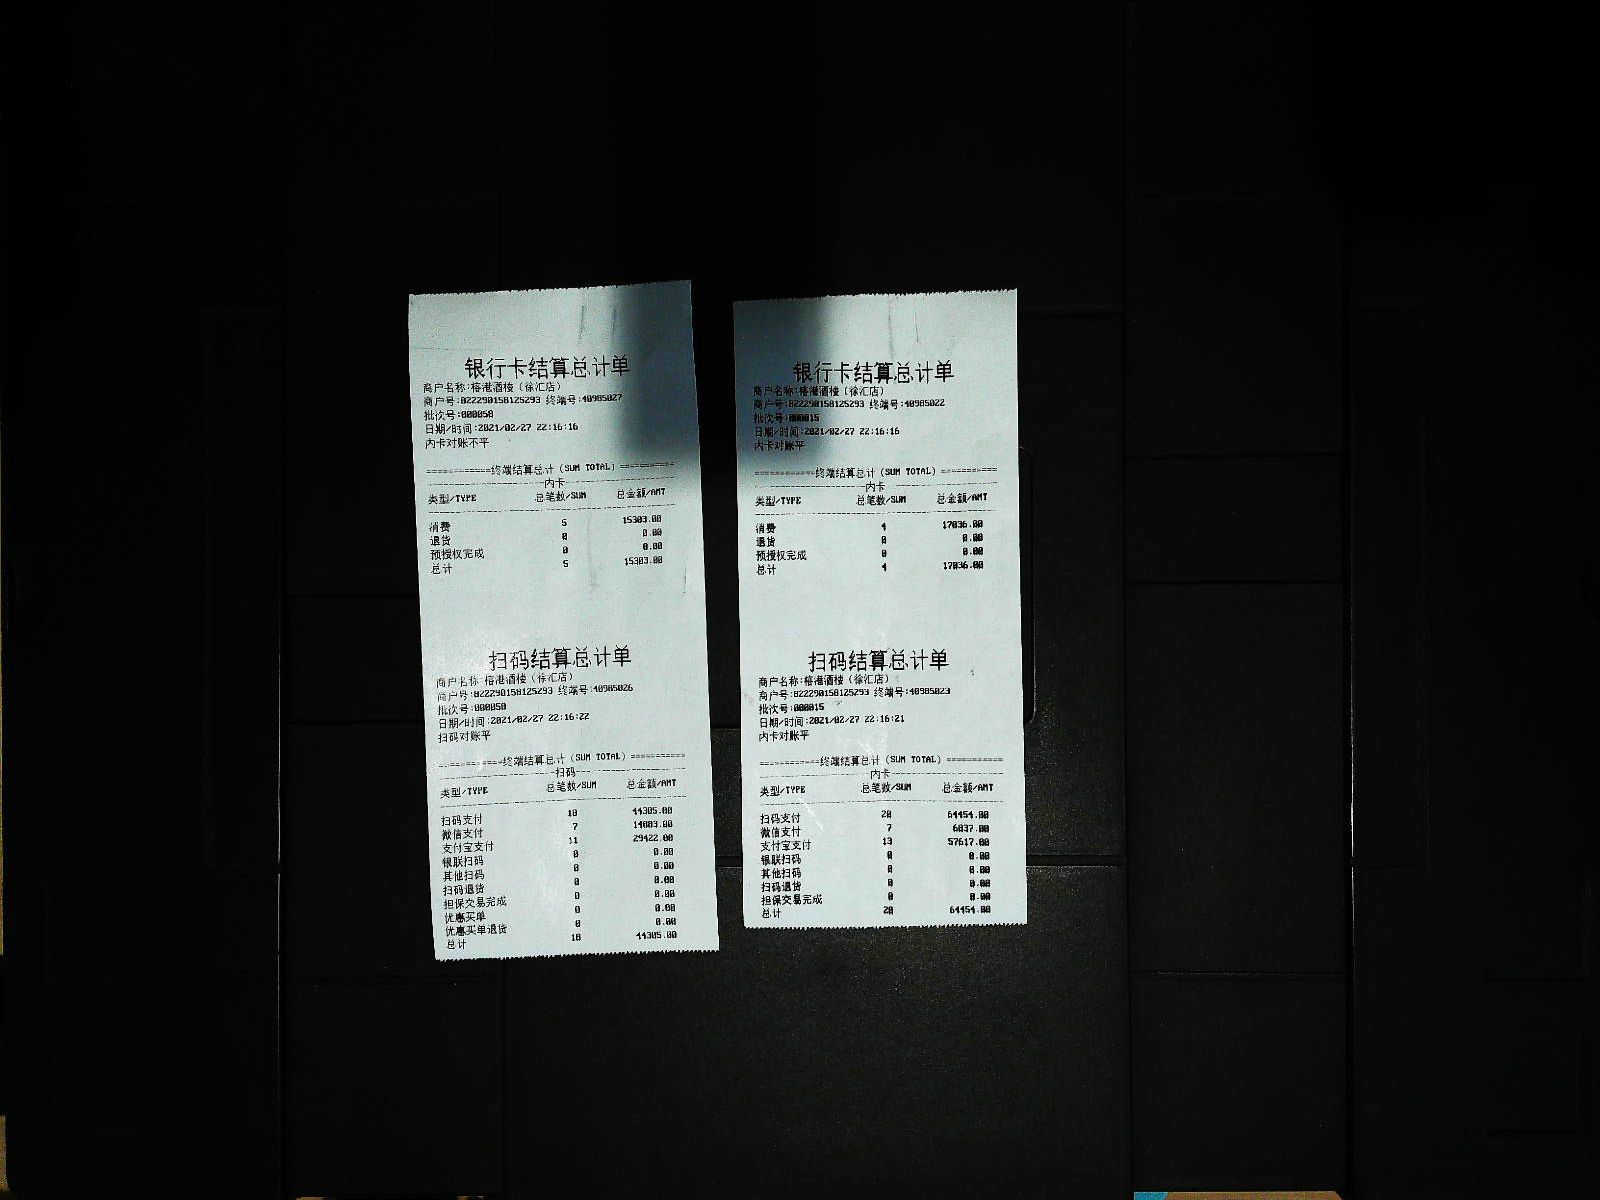 银行卡结算总计单
商户名称:榕港酒楼（徐汇店）
商户号:822290158125293 终端号:40985027
批次号:000050
日期/时间:2021/02/27 22:16:16
内卡对账不平
============终端结算总计（SUM TOTAL）==========
内卡
类型/TYPE 总笔数/SUM 总金额/AMT
消费 5 15303.00
退货 0 0.00
预授权完成 0 0.00
总计 5 15303.00
扫码结算总计单
商户名称:榕港酒楼（徐汇店）
商户号:822290158125293 终端号:40985026
批次号:000050
日期/时间:2021/02/27 22:16:22
扫码对账平
============终端结算总计（SUM TOTAL）==========
扫码
类型/TYPE 总笔数/SUM 总金额/AMT
扫码支付 18 44305.00
微信支付 7 14883.00
支付宝支付 11 29422.00
银联扫码 0 0.00
其他扫码 0 0.00
扫码退货 0 0.00
担保交易完成 0 0.00
优惠买单 0 0.00
优惠买单退货 0 0.00
总计 18 44305.00
银行卡结算总计单
商户名称:榕港酒楼（徐汇店）
商户号:822290158125293 终端号:40985022
批次号:000015
日期/时间:2021/02/27 22:16:16
内卡对账平
============终端结算总计（SUM TOTAL）==========
内卡
类型/TYPE 总笔数/SUM 总金额/AMT
消费 4 17036.00
退货 0 0.00
预授权完成 0 0.00
总计 4 17036.00
扫码结算总计单
商户名称:榕港酒楼（徐汇店）
商户号:822290158125293 终端号:40985023
批次号:000015
日期/时间:2021/02/27 22:16:21
内卡对账平
============终端结算总计（SUM TOTAL）==========
内卡
类型/TYPE 总笔数/SUM 总金额/AMT
扫码支付 20 64454.00
微信支付 7 6837.00
支付宝支付 13 57617.00
银联扫码 0 0.00
其他扫码 0 0.00
扫码退货 0 0.00
担保交易完成 0 0.00
总计 20 64454.00